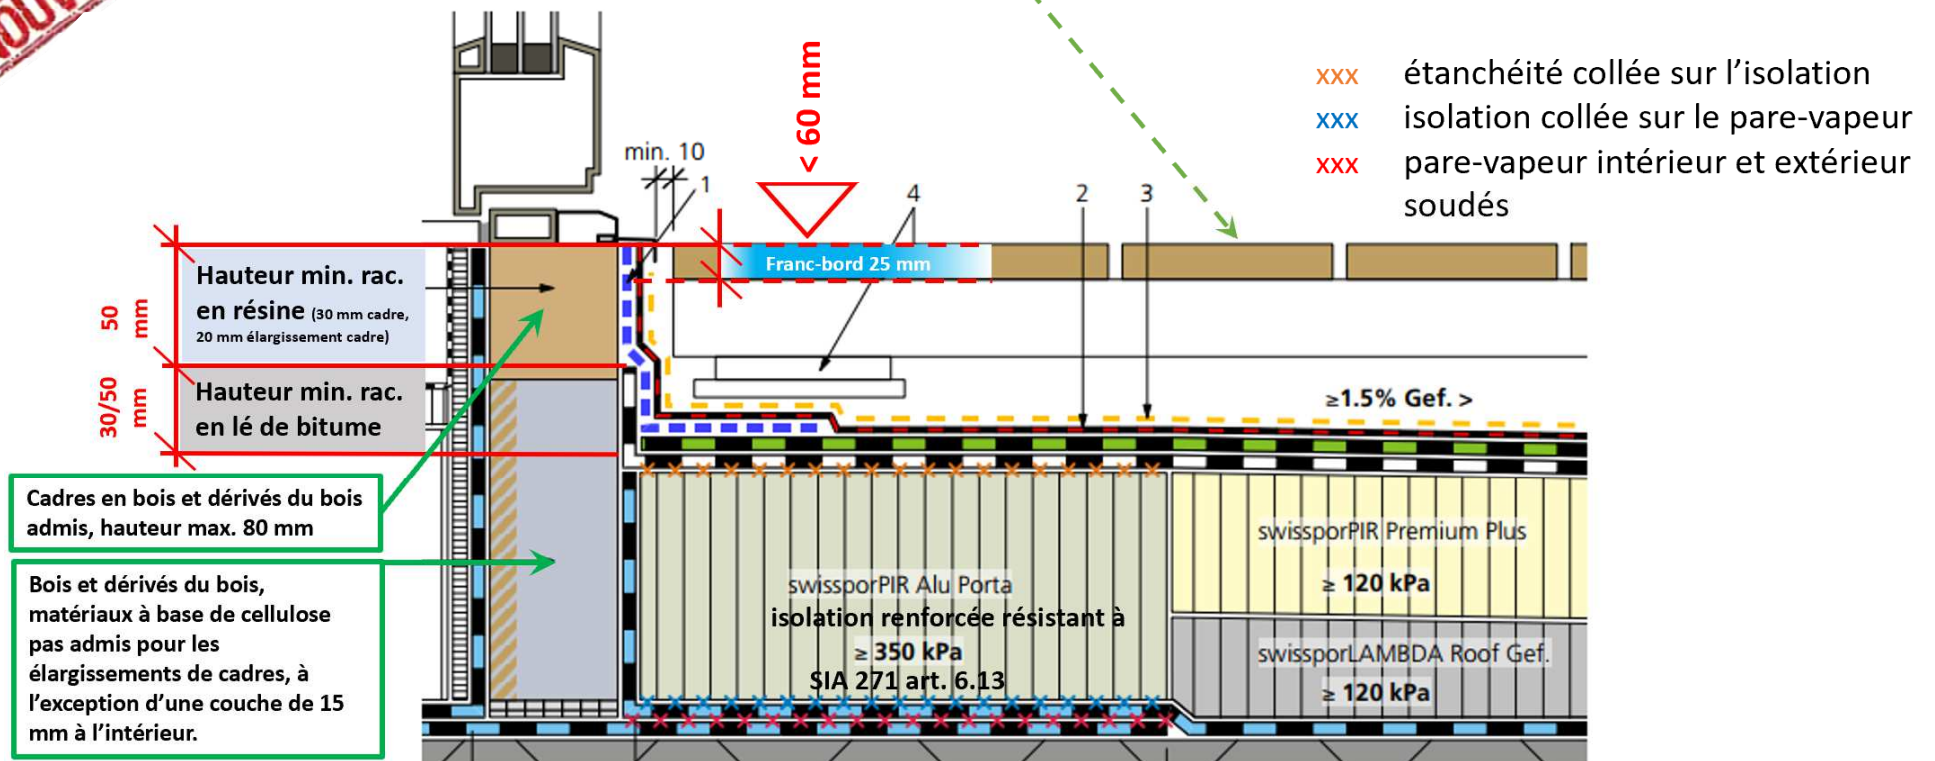 NOUV
< 60 mm
min. 10
1
4
2
3
xxx étanchéité collée sur l’isolation
xxx isolation collée sur le pare-vapeur
xxx pare-vapeur intérieur et extérieur
soudés
Franc-bord 25 mm
50
mm
Hauteur min. rac.
en résine (30 mm cadre,
20 mm élargissement cadre)
30/50
mm
Hauteur min. rac.
en lé de bitume
≥1.5% Gef. >
Cadres en bois et dérivés du bois
admis, hauteur max. 80 mm
Bois et dérivés du bois,
matériaux à base de cellulose
pas admis pour les
élargissements de cadres, à
l’exception d’une couche de 15
mm à l’intérieur.
swissporPIR Alu Porta
isolation renforcée résistant à
≥ 350 kPa
SIA 271 art. 6.13
swissporPIR Premium Plus
≥ 120 kPa
swissporLAMBDA Roof Gef.
≥ 120 kPa